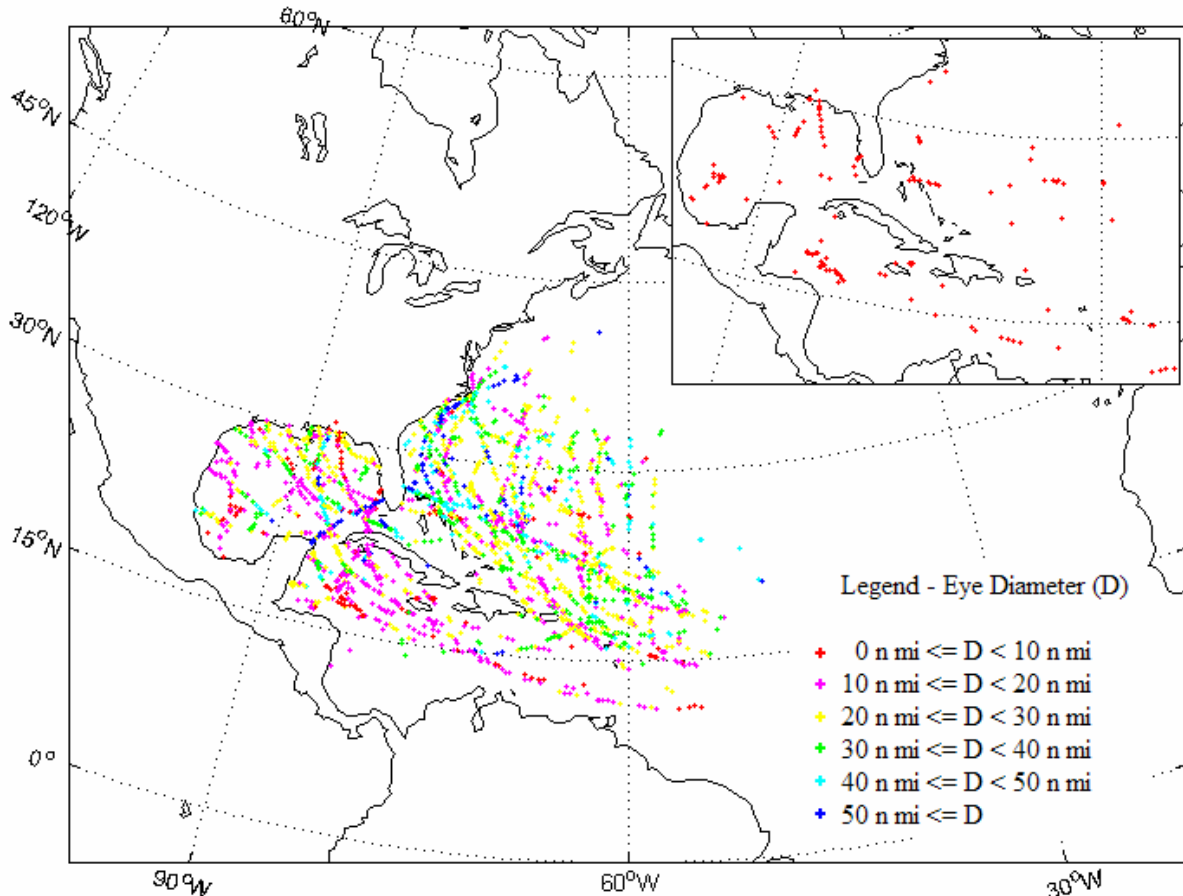 60°N
45°N
120°W
30°N
15°N
0°
90°W
60°W
30°W
Legend - Eye Diameter (D)
0 n mi <= D < 10 n mi
10 n mi <= D < 20 n mi
20 n mi <= D < 30 n mi
30 n mi <= D < 40 n mi
40 n mi <= D < 50 n mi
50 n mi <= D